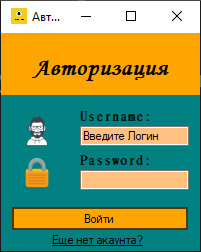 Авт...
Авторизация
Username:
Введите Логин
Password:
Войти
Еще нет акаунта?